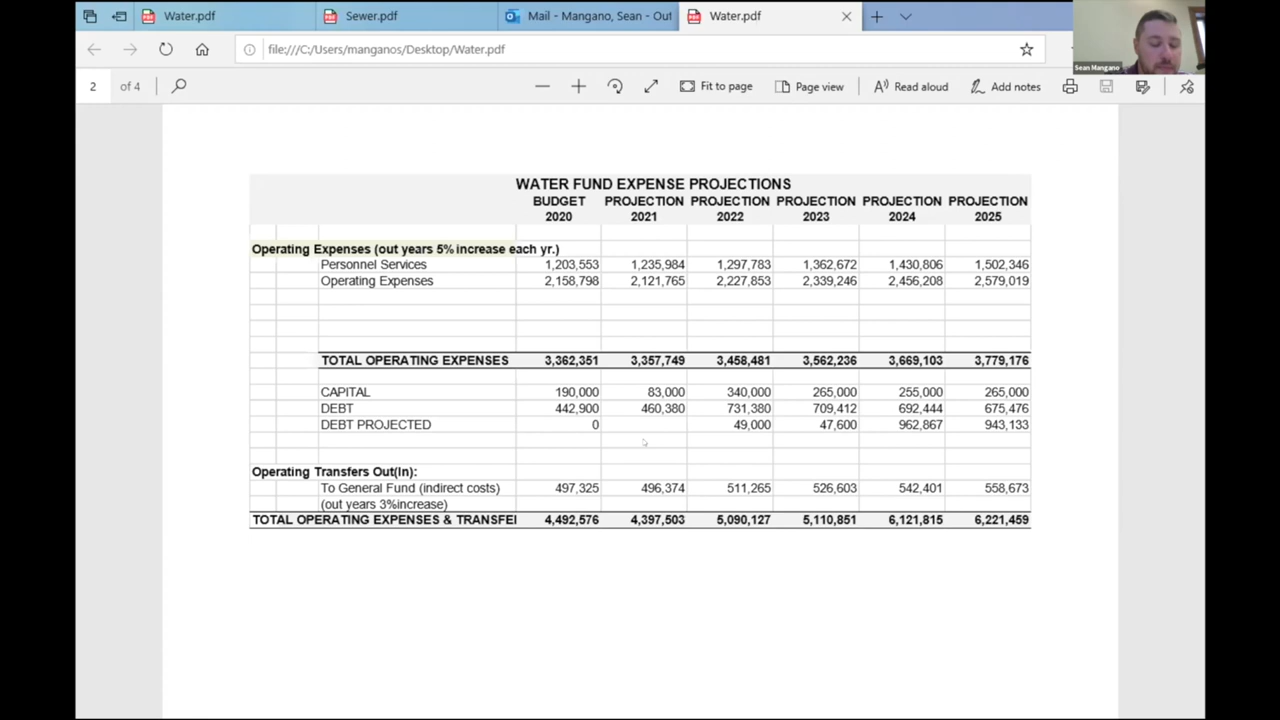 Water.pdf
Sewer.pdf
Mail - Mangano, Sean - Out
Water.pdf
file:///C:/Users/manganos/Desktop/Water.pdf
Sean Mangano
2 of 4
Fit to page
Page view
Read aloud
Add notes
WATER FUND EXPENSE PROJECTIONS
BUDGET PROJECTION PROJECTION PROJECTION PROJECTION PROJECTION
2020 2021 2022 2023 2024 2025
Operating Expenses (out years 5% increase each yr.)
Personnel Services 1,203,553 1,235,984 1,297,783 1,362,672 1,430,806 1,502,346
Operating Expenses 2,158,798 2,121,765 2,227,853 2,339,246 2,456,208 2,579,019
TOTAL OPERATING EXPENSES 3,362,351 3,357,749 3,458,481 3,562,236 3,669,103 3,779,176
CAPITAL 190,000 83,000 340,000 265,000 255,000 265,000
DEBT 442,900 460,380 731,380 709,412 692,444 675,476
DEBT PROJECTED 0 49,000 47,600 962,867 943,133
Operating Transfers Out(In):
To General Fund (indirect costs) 497,325 496,374 511,265 526,603 542,401 558,673
(out years 3%increase)
TOTAL OPERATING EXPENSES & TRANSFEI 4,492,576 4,397,503 5,090,127 5,110,851 6,121,815 6,221,459